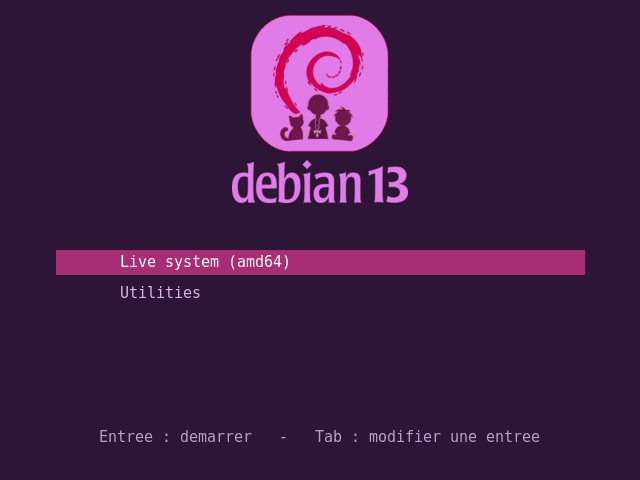 debian 13
Live system (amd64)
Utilities
Entree : demarrer - Tab : modifier une entree